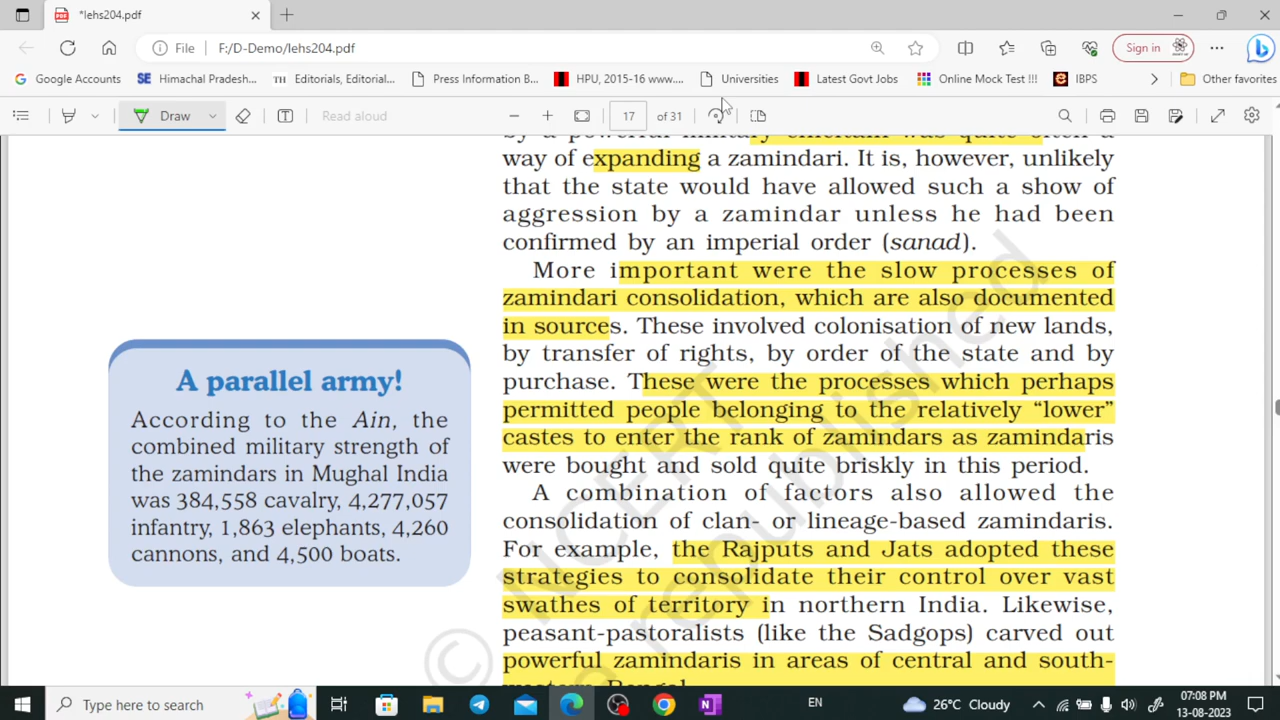 *lehs204.pdf
File F:/D-Demo/lehs204.pdf Sign in
Google Accounts SE Himachal Pradesh... TH Editorials, Editorial... Press Information B... HPU, 2015-16 www.... Universities Latest Govt Jobs Online Mock Test !!! IBPS Other favorites
Draw Read aloud 17 of 31
way of expanding a zamindari. It is, however, unlikely
that the state would have allowed such a show of
aggression by a zamindar unless he had been
confirmed by an imperial order (sanad).
More important were the slow processes of
zamindari consolidation, which are also documented
in sources. These involved colonisation of new lands,
by transfer of rights, by order of the state and by
purchase. These were the processes which perhaps
permitted people belonging to the relatively “lower”
castes to enter the rank of zamindars as zamindaris
were bought and sold quite briskly in this period.
A combination of factors also allowed the
consolidation of clan- or lineage-based zamindaris.
For example, the Rajputs and Jats adopted these
strategies to consolidate their control over vast
swathes of territory in northern India. Likewise,
peasant-pastoralists (like the Sadgops) carved out
powerful zamindaris in areas of central and south-
A parallel army!
According to the Ain, the
combined military strength of
the zamindars in Mughal India
was 384,558 cavalry, 4,277,057
infantry, 1,863 elephants, 4,260
cannons, and 4,500 boats.
© NCERT
republished
Type here to search EN 26°C Cloudy 07:08 PM
13-08-2023